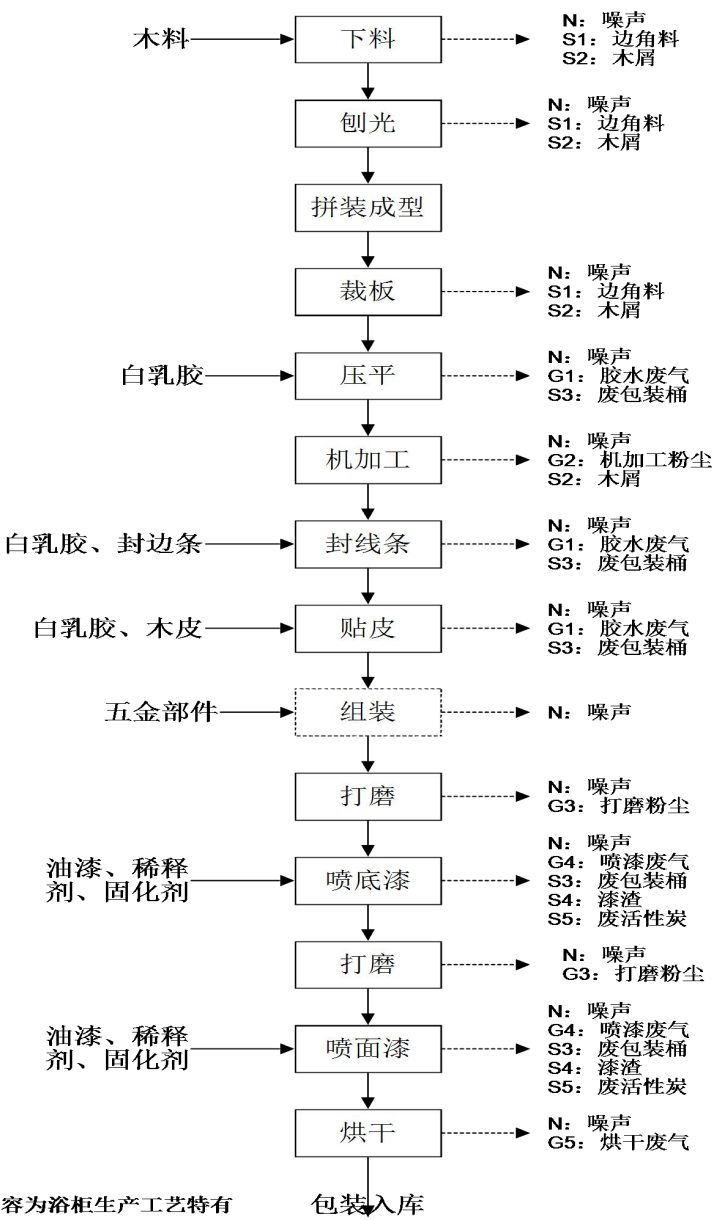 木料
下料
N：噪声
S1：边角料
S2：木屑
刨光
N：噪声
S1：边角料
S2：木屑
拼装成型
裁板
N：噪声
S1：边角料
S2：木屑
白乳胶
压平
N：噪声
G1：胶水废气
S3：废包装桶
机加工
N：噪声
G2：机加工粉尘
S2：木屑
白乳胶、封边条
封线条
N：噪声
G1：胶水废气
S3：废包装桶
白乳胶、木皮
贴皮
N：噪声
G1：胶水废气
S3：废包装桶
五金部件
组装
N：噪声
打磨
N：噪声
G3：打磨粉尘
油漆、稀释
剂、固化剂
喷底漆
N：噪声
G4：喷漆废气
S3：废包装桶
S4：漆渣
S5：废活性炭
打磨
N：噪声
G3：打磨粉尘
油漆、稀释
剂、固化剂
喷面漆
N：噪声
G4：喷漆废气
S3：废包装桶
S4：漆渣
S5：废活性炭
烘干
N：噪声
G5：烘干废气
容为浴柜生产工艺特有
包装入库